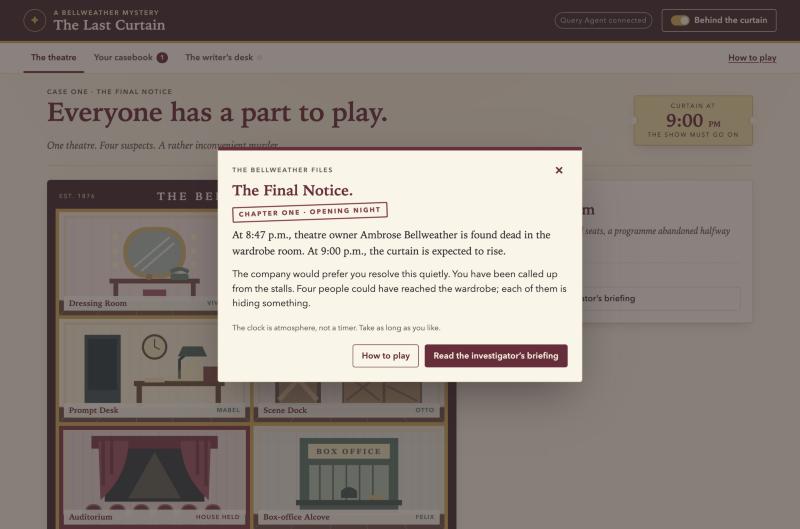 A BELLWEATHER MYSTERY
The Last Curtain
Query Agent connected
Behind the curtain
The theatre
Your casebook 1
The writer's desk
How to play
CASE ONE · THE FINAL NOTICE
Everyone has a part to play.
One theatre. Four suspects. A rather inconvenient murder.
CURTAIN AT
9:00 PM
THE SHOW MUST GO ON
EST. 1876
THE BEL
THE BELLWEATHER FILES
×
The Final Notice.
CHAPTER ONE · OPENING NIGHT
At 8:47 p.m., theatre owner Ambrose Bellweather is found dead in the
wardrobe room. At 9:00 p.m., the curtain is expected to rise.
The company would prefer you resolve this quietly. You have been called up
from the stalls. Four people could have reached the wardrobe; each of them is
hiding something.
The clock is atmosphere, not a timer. Take as long as you like.
How to play
Read the investigator's briefing
m
seats, a programme abandoned halfway
tor's briefing
Dressing Room
VIV
Prompt Desk
MABEL
Scene Dock
OTTO
BOX OFFICE
Auditorium
HOUSE HELD
Box-office Alcove
FELIX